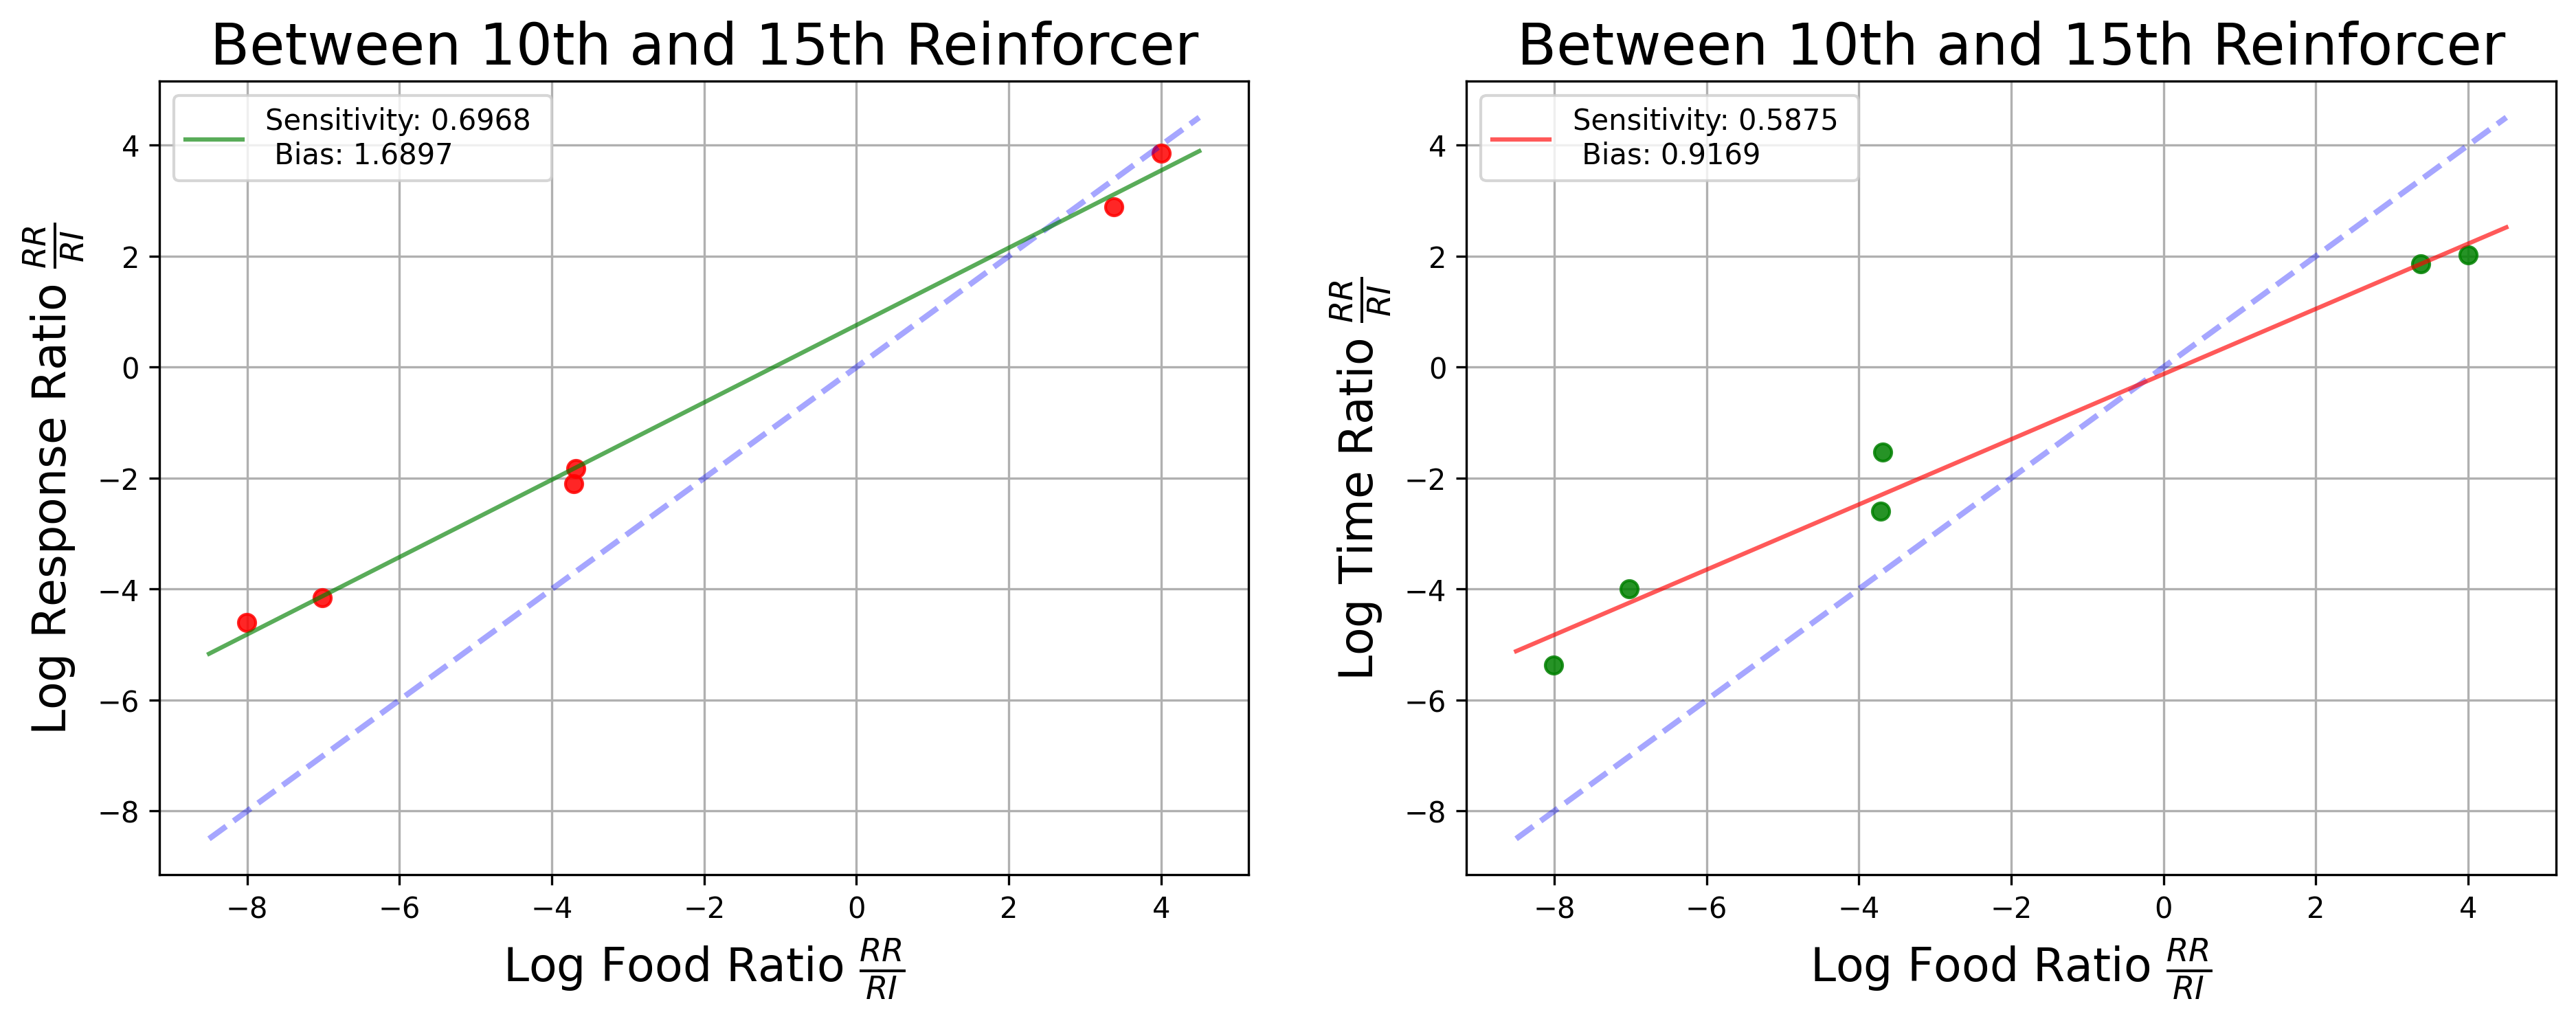 Between 10th and 15th Reinforcer
Sensitivity: 0.6968
Bias: 1.6897
4
2
0
−2
−4
−6
−8
Log Response Ratio RR/RI
−8 −6 −4 −2 0 2 4
Log Food Ratio RR/RI
Between 10th and 15th Reinforcer
Sensitivity: 0.5875
Bias: 0.9169
4
2
0
−2
−4
−6
−8
Log Time Ratio RR/RI
−8 −6 −4 −2 0 2 4
Log Food Ratio RR/RI